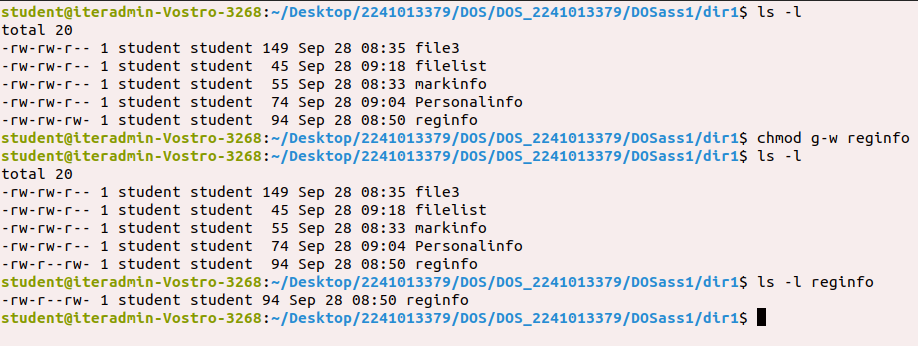 student@iteradmin-Vostro-3268:~/Desktop/2241013379/DOS/DOS_2241013379/DOSass1/dir1$ ls -l
total 20
-rw-rw-r-- 1 student student 149 Sep 28 08:35 file3
-rw-rw-r-- 1 student student  45 Sep 28 09:18 filelist
-rw-rw-r-- 1 student student  55 Sep 28 08:33 markinfo
-rw-rw-r-- 1 student student  74 Sep 28 09:04 Personalinfo
-rw-rw-rw- 1 student student  94 Sep 28 08:50 reginfo
student@iteradmin-Vostro-3268:~/Desktop/2241013379/DOS/DOS_2241013379/DOSass1/dir1$ chmod g-w reginfo
student@iteradmin-Vostro-3268:~/Desktop/2241013379/DOS/DOS_2241013379/DOSass1/dir1$ ls -l
total 20
-rw-rw-r-- 1 student student 149 Sep 28 08:35 file3
-rw-rw-r-- 1 student student  45 Sep 28 09:18 filelist
-rw-rw-r-- 1 student student  55 Sep 28 08:33 markinfo
-rw-rw-r-- 1 student student  74 Sep 28 09:04 Personalinfo
-rw-r--rw- 1 student student  94 Sep 28 08:50 reginfo
student@iteradmin-Vostro-3268:~/Desktop/2241013379/DOS/DOS_2241013379/DOSass1/dir1$ ls -l reginfo
-rw-r--rw- 1 student student 94 Sep 28 08:50 reginfo
student@iteradmin-Vostro-3268:~/Desktop/2241013379/DOS/DOS_2241013379/DOSass1/dir1$